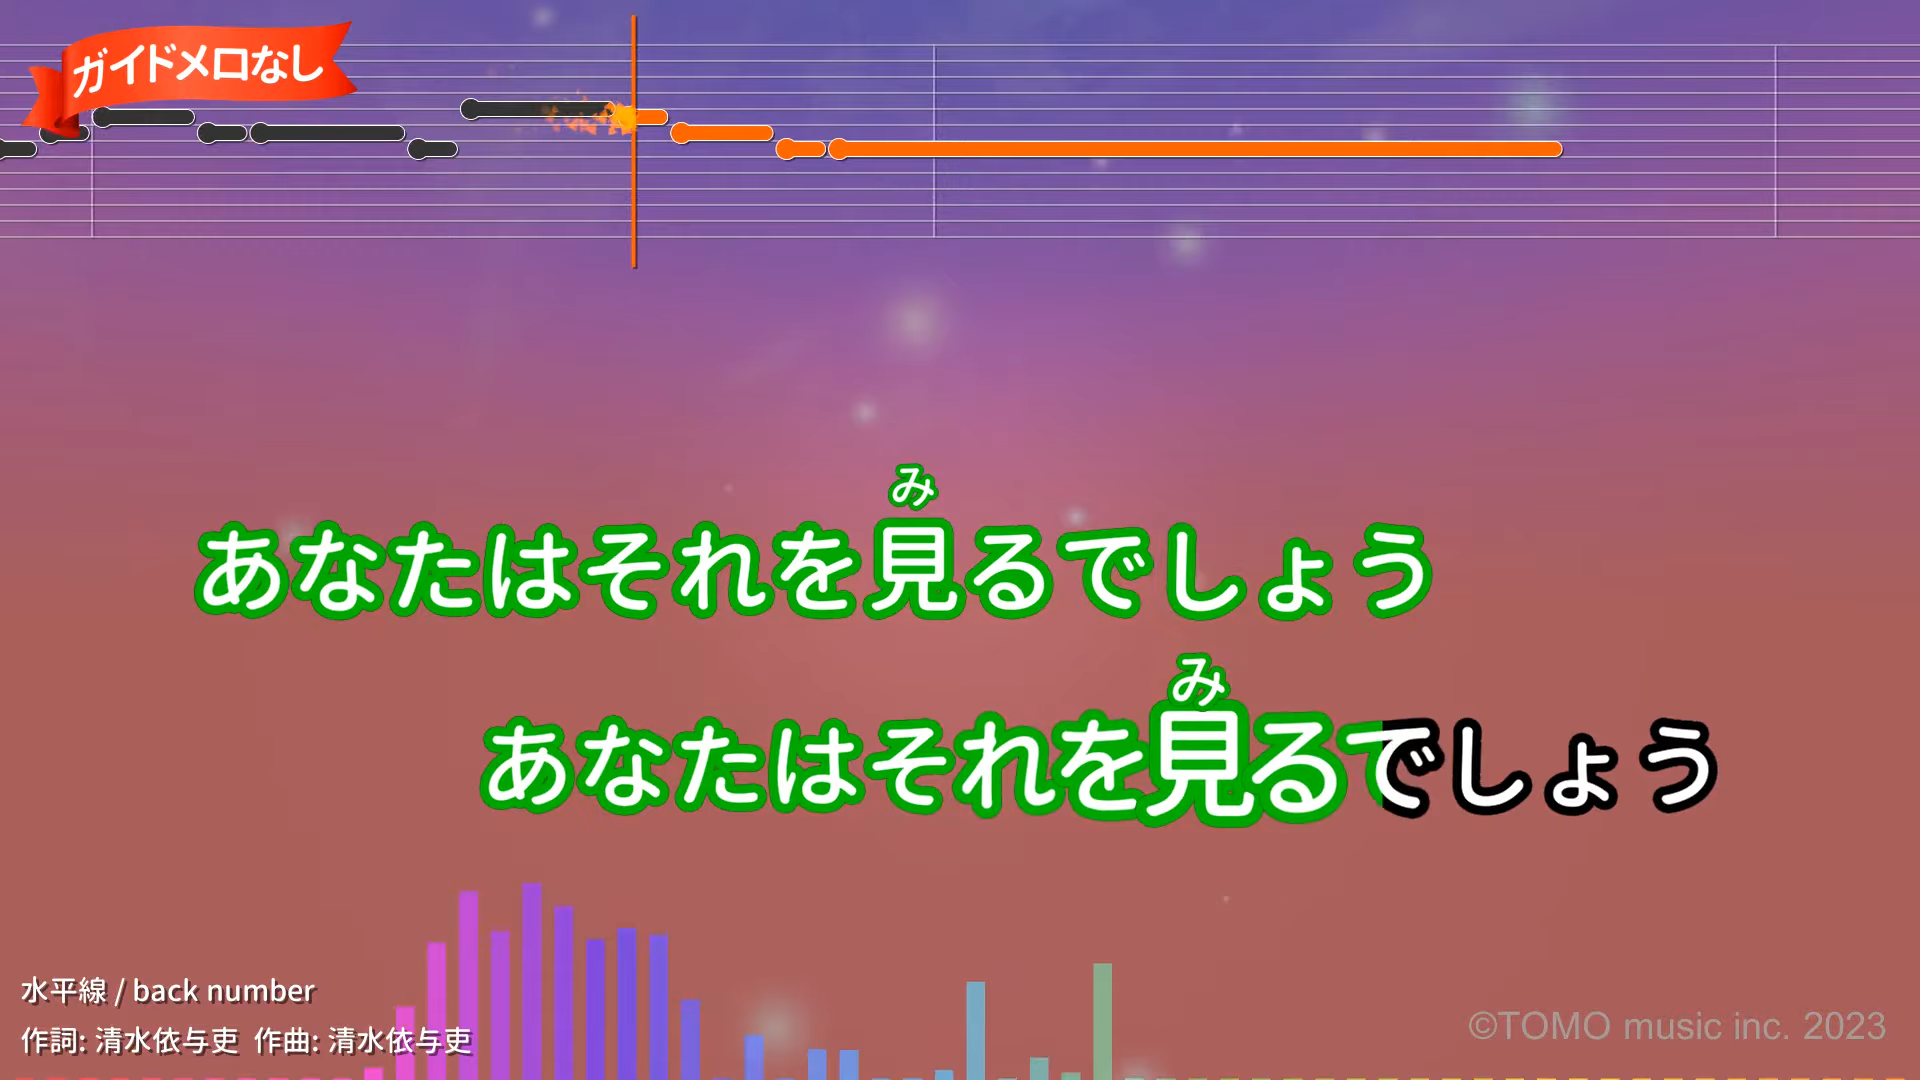 ガイドメロなし
み
あなたはそれを見るでしょう
み
あなたはそれを見るでしょう
水平線 / back number
作詞: 清水依与吏 作曲: 清水依与吏
©TOMO music inc. 2023